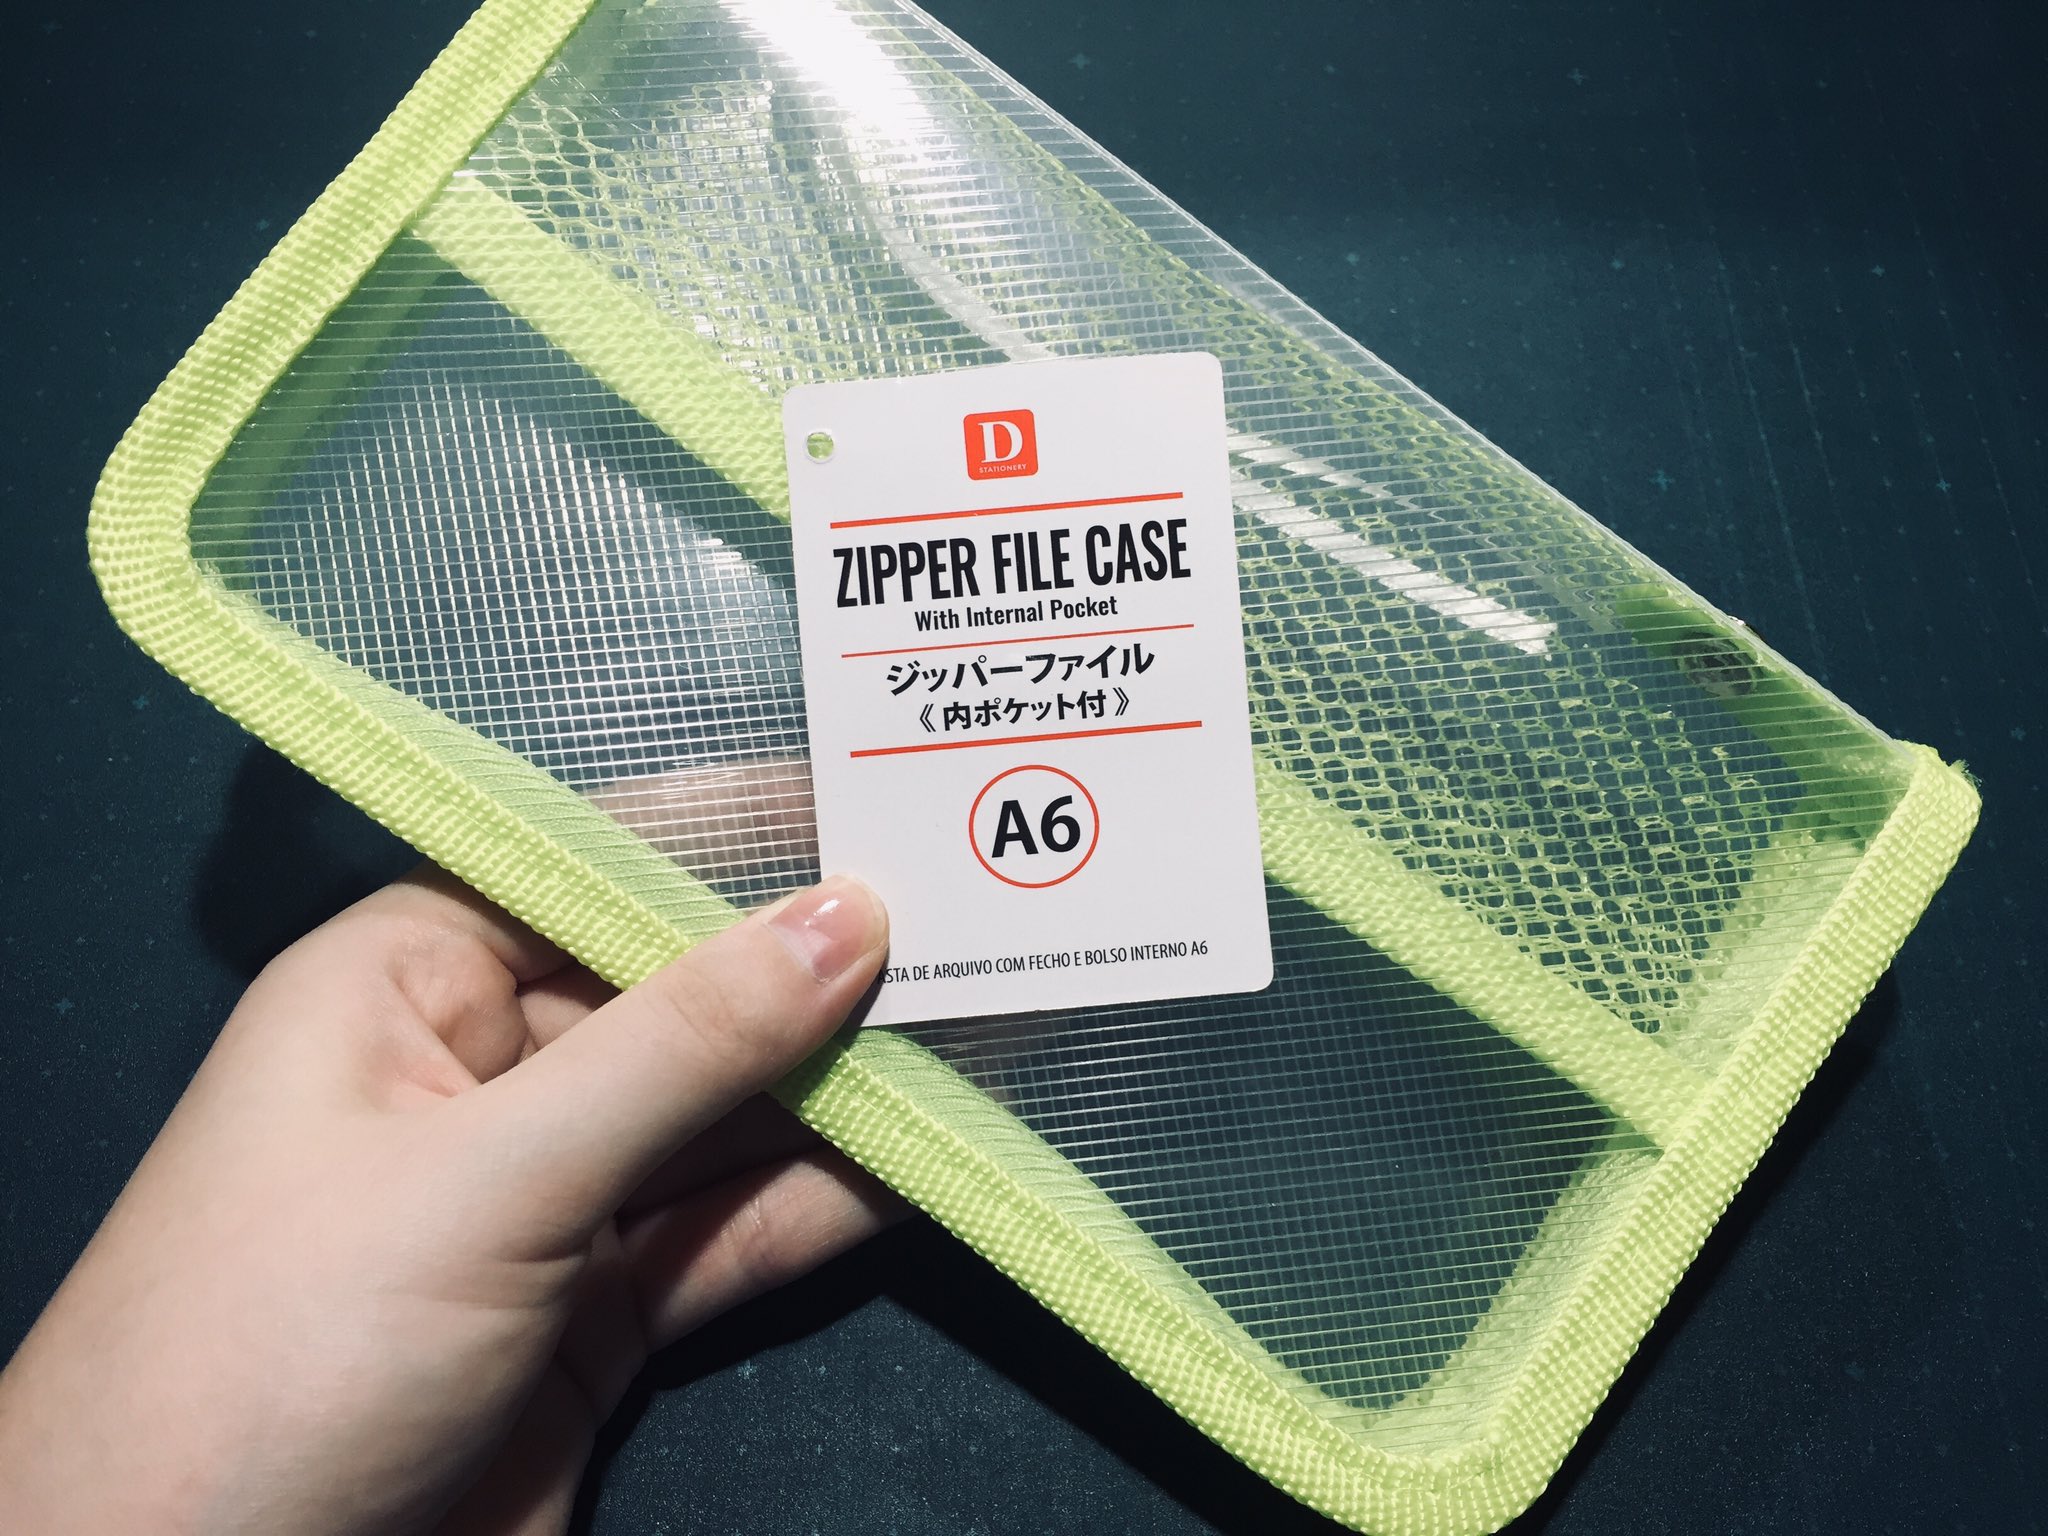 D
STATIONERY
ZIPPER FILE CASE
With Internal Pocket
ジッパーファイル
《内ポケット付》
A6
DE ARQUIVO COM FECHO E BOLSO INTERNO A6